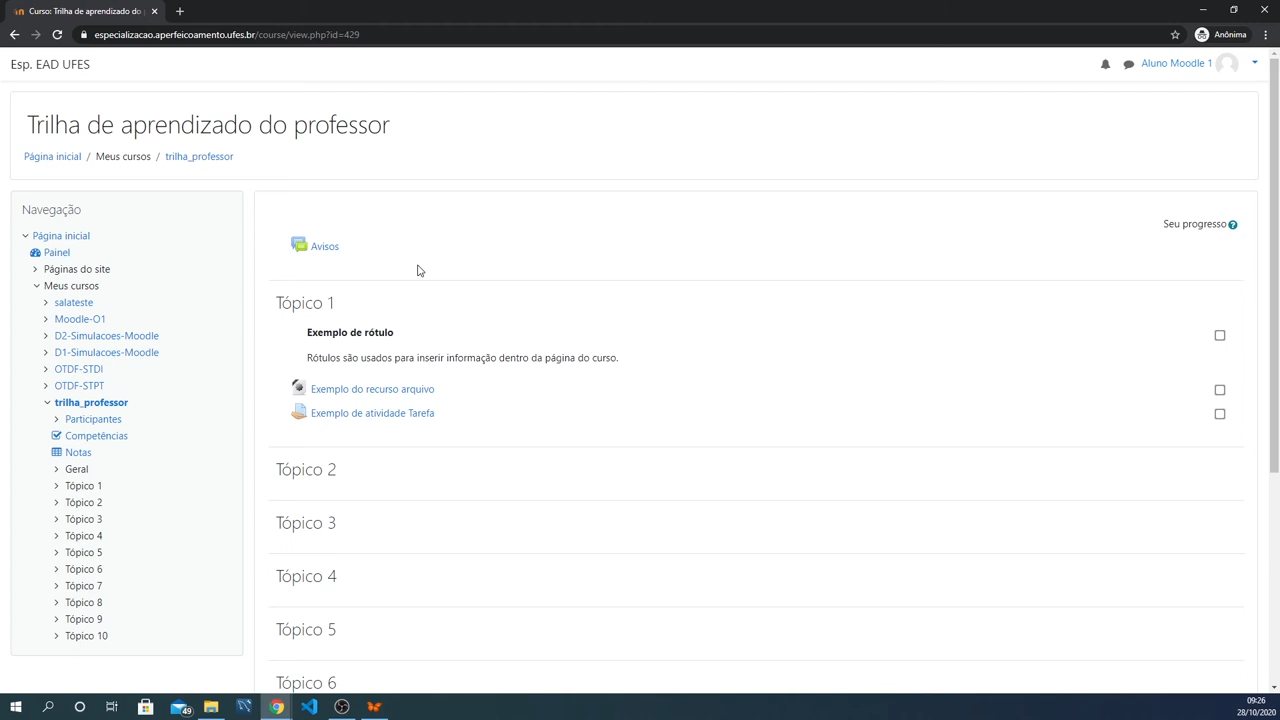 Curso: Trilha de aprendizado do p
especializacao.aperfeicoamento.ufes.br/course/view.php?id=429
Anônima
Esp. EAD UFES
Aluno Moodle 1
Trilha de aprendizado do professor
Página inicial / Meus cursos / trilha_professor
Navegação
Página inicial
Painel
Páginas do site
Meus cursos
salateste
Moodle-O1
D2-Simulacoes-Moodle
D1-Simulacoes-Moodle
OTDF-STDI
OTDF-STPT
trilha_professor
Participantes
Competências
Notas
Geral
Tópico 1
Tópico 2
Tópico 3
Tópico 4
Tópico 5
Tópico 6
Tópico 7
Tópico 8
Tópico 9
Tópico 10
Seu progresso
Avisos
Tópico 1
Exemplo de rótulo
Rótulos são usados para inserir informação dentro da página do curso.
Exemplo do recurso arquivo
Exemplo de atividade Tarefa
Tópico 2
Tópico 3
Tópico 4
Tópico 5
Tópico 6
49
09:26
28/10/2020